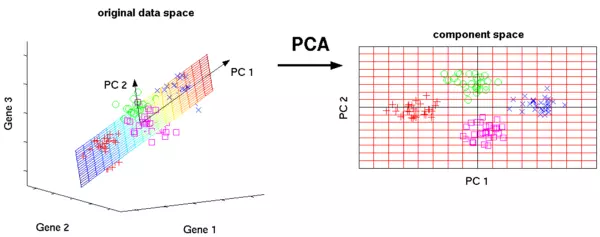 original data space
PC 1
PC 2
Gene 3
Gene 2
Gene 1
PCA
component space
PC 2
PC 1